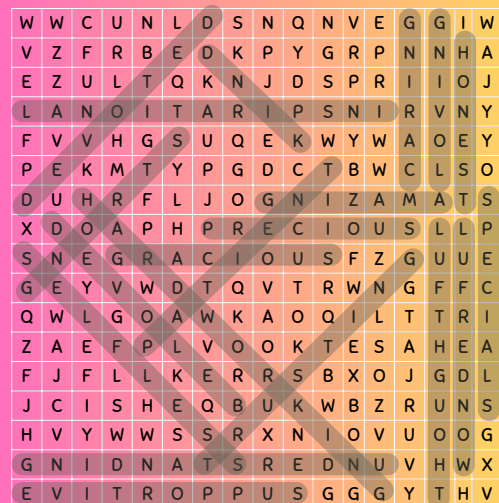 W W C U N L D S N Q N V E G G I W
V Z F R B E D K P Y G R P N N H A
E Z U L T Q K N J D S P R I I O J
L A N O I T A R I P S N I R V N Y
F V V H G S U Q E K W Y W A O E Y
P E K M T Y P G D C T B W C L S O
D U H R F L J O G N I Z A M A T S
X D O A P H P R E C I O U S L L P
S N E G R A C I O U S F Z G U U E
G E Y V W D T Q V T R W N G F F C
Q W L G O A W K A O Q I L T T R I
Z A E F P L V O O K T E S A H E A
F J F L L K E R R S B X O J G D L
J C I S H E Q B U K W B Z R U N S
H V Y W W S S R X N I O V U O O G
G N I D N A T S R E D N U V H W X
E V I T R O P P U S G G G Y T H V